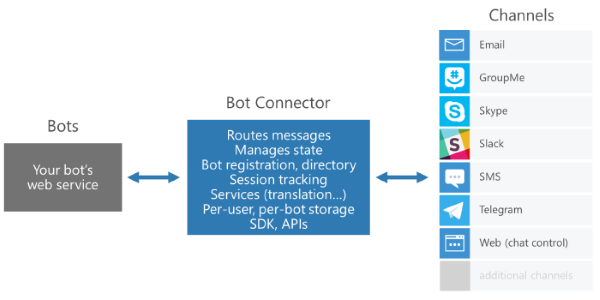 Channels
Email
GroupMe
Skype
Slack
SMS
Telegram
Web (chat control)
additional channels
Bot Connector
Routes messages
Manages state
Bot registration, directory
Session tracking
Services (translation...)
Per-user, per-bot storage
SDK, APIs
Bots
Your bot's
web service